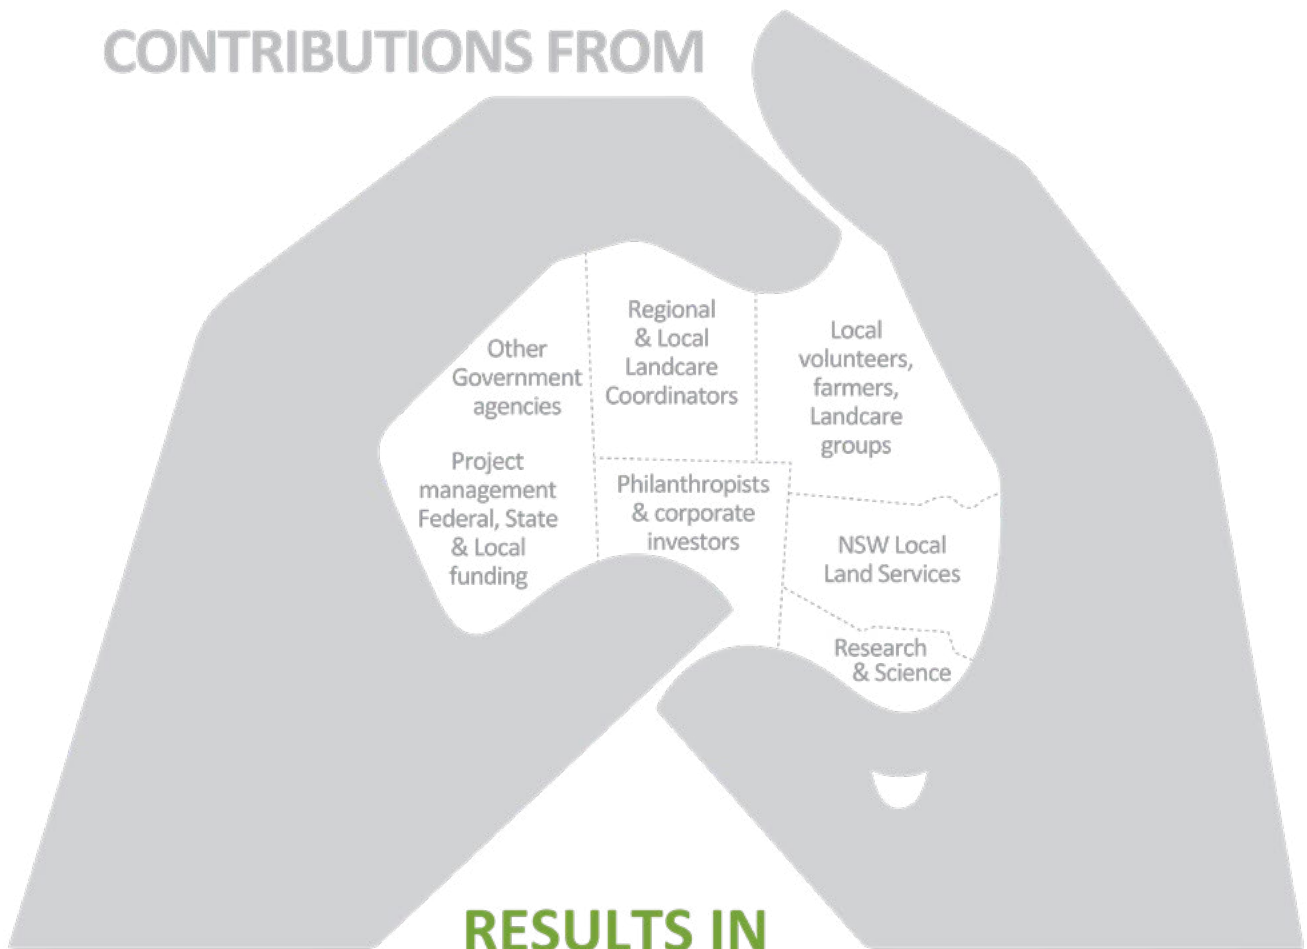 CONTRIBUTIONS FROM
Other
Government
agencies
Project
management
Federal, State
& Local
funding
Regional
& Local
Landcare
Coordinators
Philanthropists
& corporate
investors
Local
volunteers,
farmers,
Landcare
groups
NSW Local
Land Services
Research
& Science
RESULTS IN